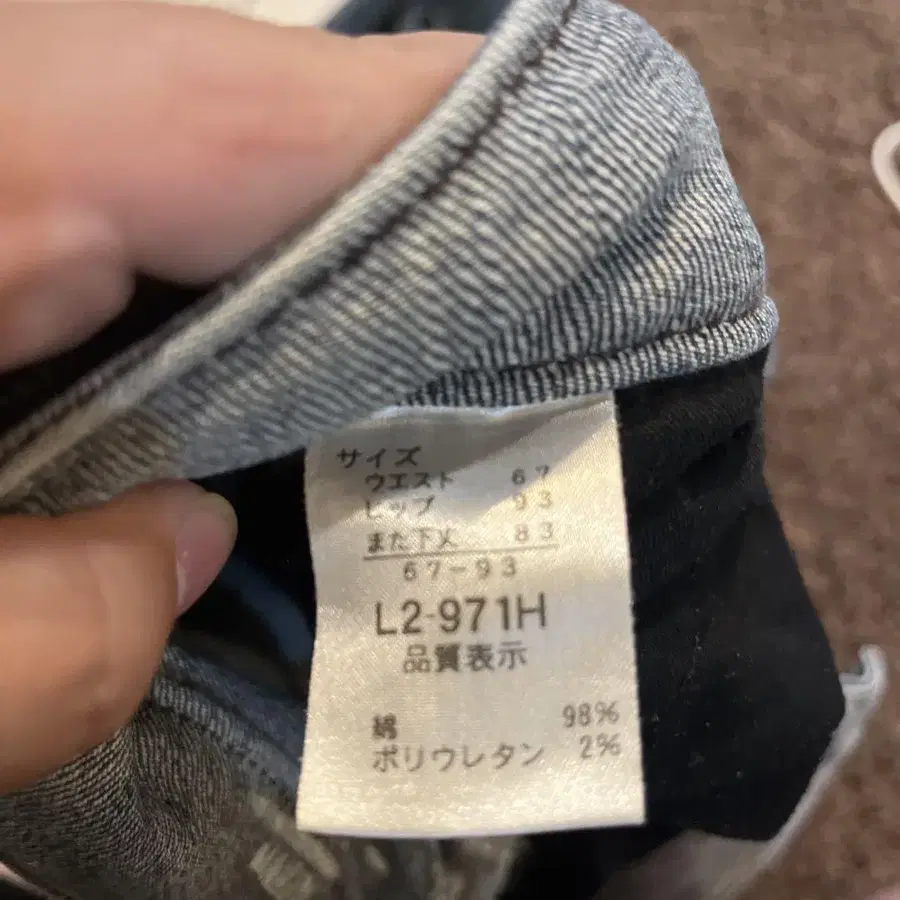 サイズ
ウエスト 67
ヒップ 93
また下丈 83
67-93
L2-971H
品質表示
綿 98%
ポリウレタン 2%